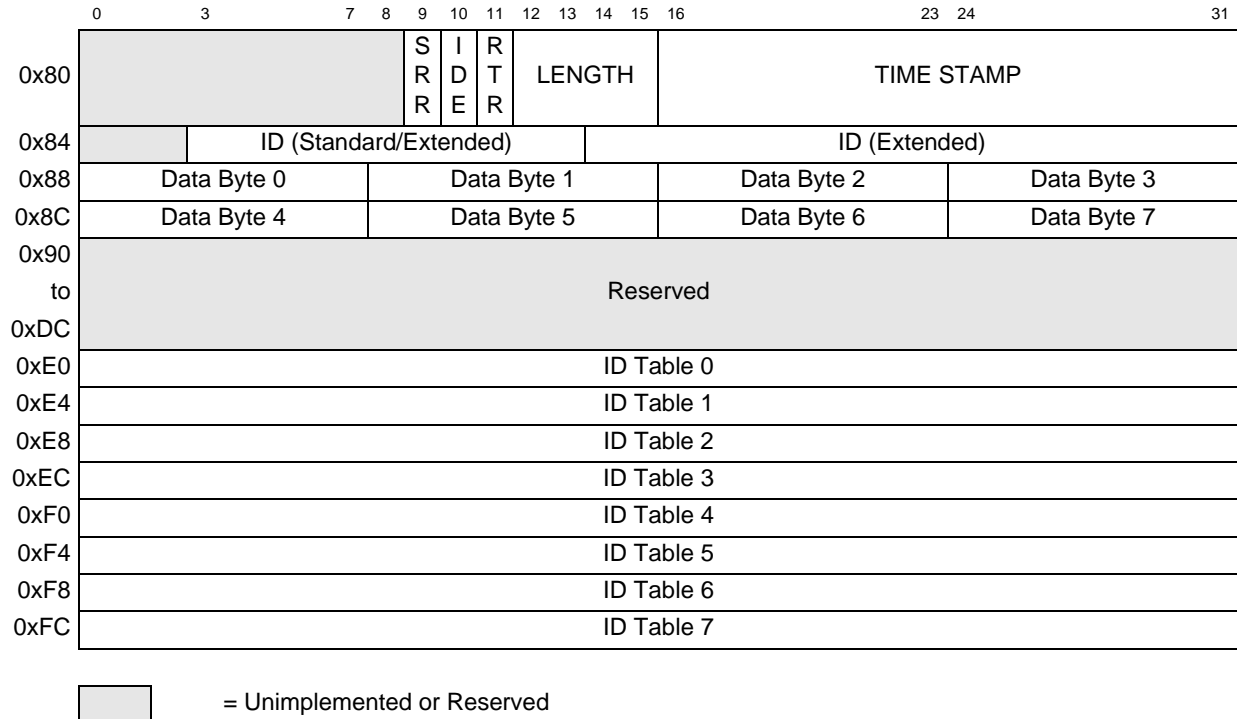 0 3 7 8 9 10 11 12 13 14 15 16 23 24 31
0x80 SRR IDE RTR LENGTH TIME STAMP
0x84 ID (Standard/Extended) ID (Extended)
0x88 Data Byte 0 Data Byte 1 Data Byte 2 Data Byte 3
0x8C Data Byte 4 Data Byte 5 Data Byte 6 Data Byte 7
0x90
to Reserved
0xDC
0xE0 ID Table 0
0xE4 ID Table 1
0xE8 ID Table 2
0xEC ID Table 3
0xF0 ID Table 4
0xF4 ID Table 5
0xF8 ID Table 6
0xFC ID Table 7
= Unimplemented or Reserved